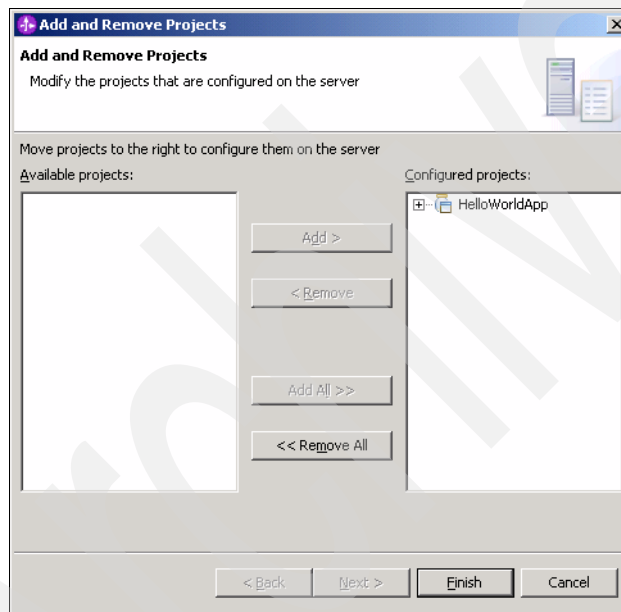 Add and Remove Projects
Add and Remove Projects
Modify the projects that are configured on the server
Move projects to the right to configure them on the server
Available projects:
Configured projects:
HelloWorldApp
Add >
< Remove
Add All >>
<< Remove All
< Back
Next >
Finish
Cancel